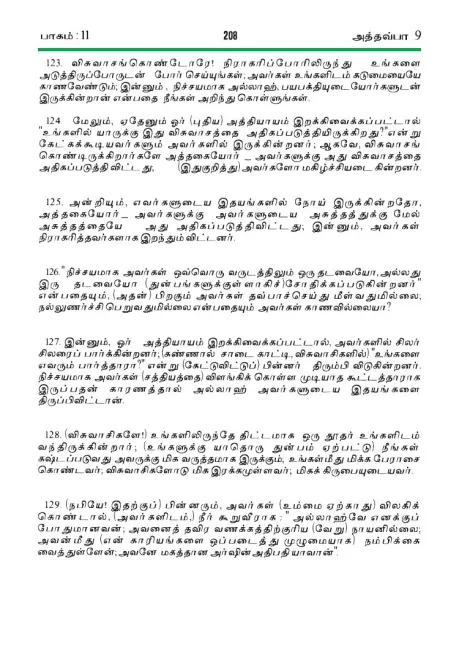 பாகம் : 11 208 அத்தவ்பா 9
123. விசுவாசங்கொண்டோரே! நிராகரிப்போரிலிருந்து உங்களை
அடுத்திருப்போருடன் போர் செய்யுங்கள்; அவர்கள் உங்களிடம் கடுமையையே
காணவேண்டும்; இன்னும் , நிச்சயமாக அல்லாஹ், பயபக்தியுடையோர்களுடன்
இருக்கின்றான் என்பதை நீங்கள் அறிந்து கொள்ளுங்கள்.
124. மேலும், ஏதேனும் ஓர் (புதிய) அத்தியாயம் இறக்கிவைக்கப்பட்டால்
"உங்களில் யாருக்கு இது விசுவாசத்தை அதிகப்படுத்தியிருக்கிறது?"என்று
கேட்கக்கூடியவர்களும் அவர்களில் இருக்கின்றனர்; ஆகவே, விசுவாசங்
கொண்டிருக்கிறார்களே அத்தகையோர் _ அவர்களுக்கு அது விசுவாசத்தை
அதிகப்படுத்திவிட்டது, (இதுகுறித்து)அவர்களோ மகிழ்ச்சியடைகின்றனர்.
125. அன்றியும், எவர்களுடைய இதயங்களில் நோய் இருக்கின்றதோ,
அத்தகையோர் _ அவர்களுக்கு அவர்களுடைய அசுத்தத்துக்கு மேல்
அசுத்தத்தையே அது அதிகப்படுத்திவிட்டது; இன்னும், அவர்கள்
நிராகரித்தவர்களாக இறந்தும்விட்டனர்.
126."நிச்சயமாக அவர்கள் ஒவ்வொரு வருடத்திலும் ஒரு தடவையோ,அல்லது
இரு தடவையோ (துன்பங்களுக்குள்ளாகிச்)சோதிக்கப்படுகின்றனர்"
என்பதையும், (அதன்) பிறகும் அவர்கள் தவ்பாச்செய்து மீள்வதுமில்லை;
நல்லுணர்ச்சி பெறுவதுமில்லை என்பதையும் அவர்கள் காணவில்லையா?
127. இன்னும், ஓர் அத்தியாயம் இறக்கிவைக்கப்பட்டால், அவர்களில் சிலர்
சிலரைப் பார்க்கின்றனர்; (கண்ணால் சாடை காட்டி, விசுவாசிகளில்) "உங்களை
எவரும் பார்த்தாரா?" என்று (கேட்டுவிட்டுப்) பின்னர் திரும்பி விடுகின்றனர்.
நிச்சயமாக அவர்கள் (சத்தியத்தை) விளங்கிக் கொள்ள முடியாத கூட்டத்தாராக
இருப்பதன் காரணத்தால் அல்லாஹ் அவர்களுடைய இதயங்களை
திருப்பிவிட்டான்.
128. (விசுவாசிகளே!) உங்களிலிருந்தே திட்டமாக ஒரு தூதர் உங்களிடம்
வந்திருக்கின்றார்; (உங்களுக்கு யாதொரு துன்பம் ஏற்பட்டு) நீங்கள்
கஷ்டப்படுவது அவருக்கு மிக வருத்தமாக இருக்கும், உங்கள்மீது மிக்க பேராசை
கொண்டவர்; விசுவாசிகளோடு மிக இரக்கமுள்ளவர்; மிகக் கிருபையுடையவர்.
129. (நபியே! இதற்குப்) பின்னரும், அவர்கள் (உம்மை ஏற்காது) விலகிக்
கொண்டால், (அவர்களிடம்,) நீர் கூறுவீராக : "அல்லாஹ்வே எனக்குப்
போதுமானவன்; அவனைத் தவிர வணக்கத்திற்குரிய (வேறு) நாயனில்லை;
அவன்மீது (என் காரியங்களை ஒப்படைத்து முழுமையாக) நம்பிக்கை
வைத்துள்ளேன்; அவனே மகத்தான அர்ஷின் அதிபதியாவான்".